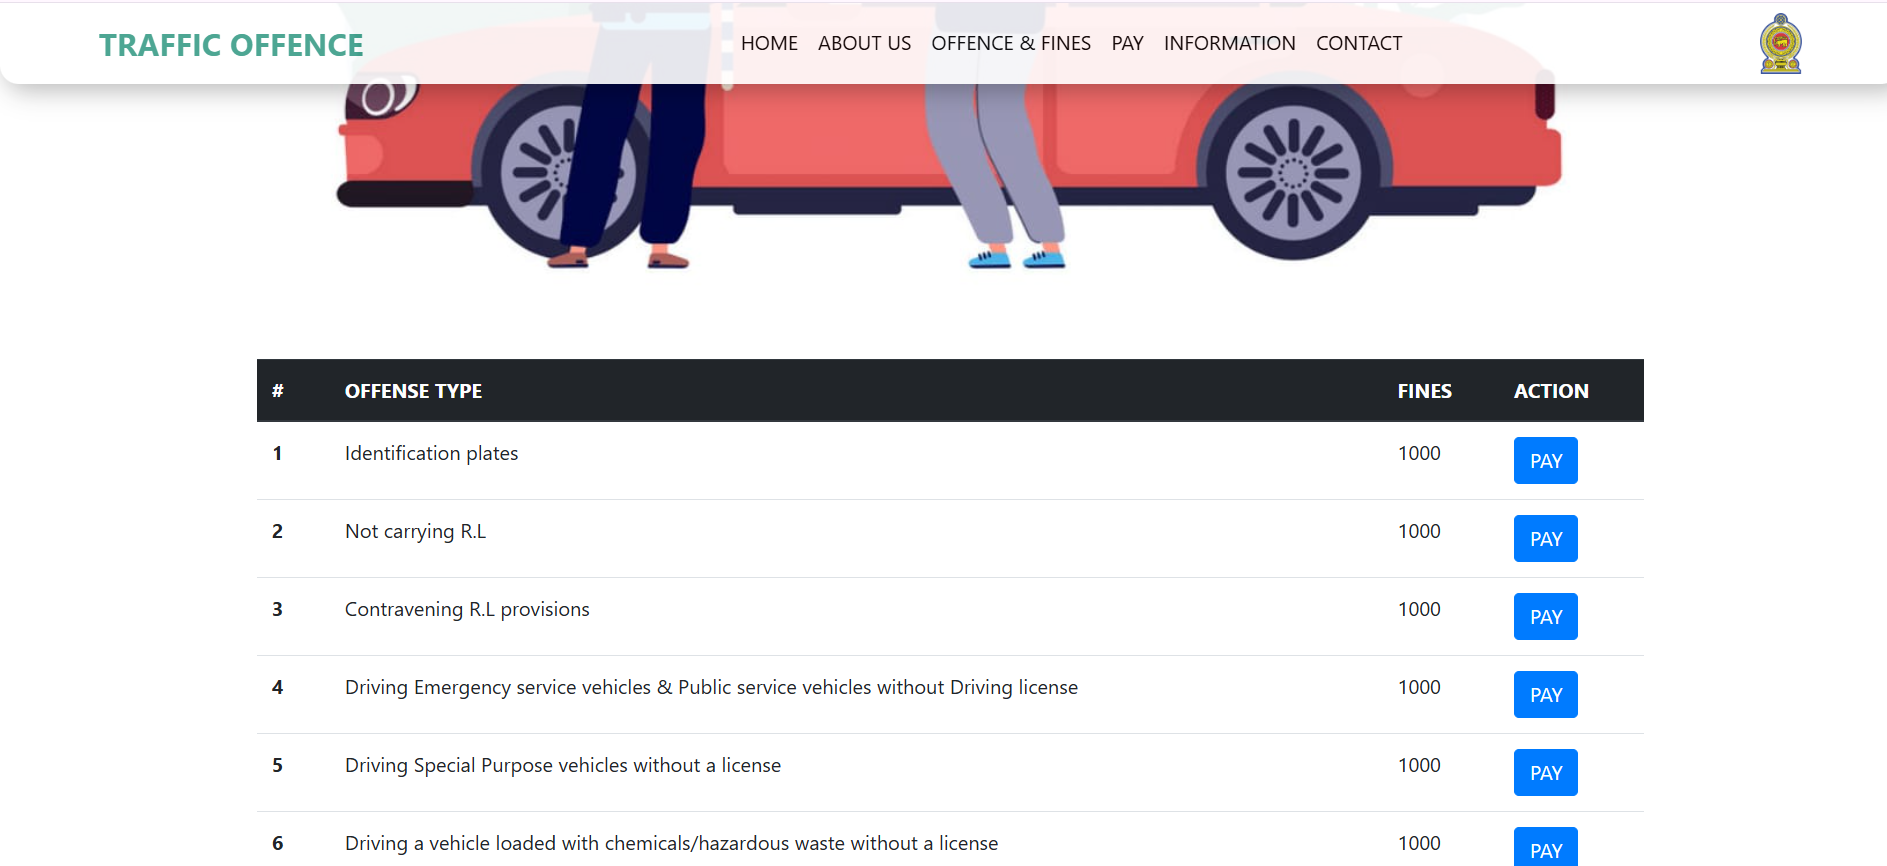 TRAFFIC OFFENCE HOME ABOUT US OFFENCE & FINES PAY INFORMATION CONTACT
# OFFENSE TYPE FINES ACTION
1 Identification plates 1000 PAY
2 Not carrying R.L 1000 PAY
3 Contravening R.L provisions 1000 PAY
4 Driving Emergency service vehicles & Public service vehicles without Driving license 1000 PAY
5 Driving Special Purpose vehicles without a license 1000 PAY
6 Driving a vehicle loaded with chemicals/hazardous waste without a license 1000 PAY